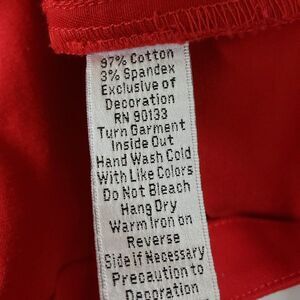 97% Cotton
3% Spandex
Exclusive of
Decoration
RN 90133
Turn Garment
Inside Out
Hand Wash Cold
With Like Colors
Do Not Bleach
Hang Dry
Warm Iron on
Reverse
Side if Necessary
Precaution to
Decoration